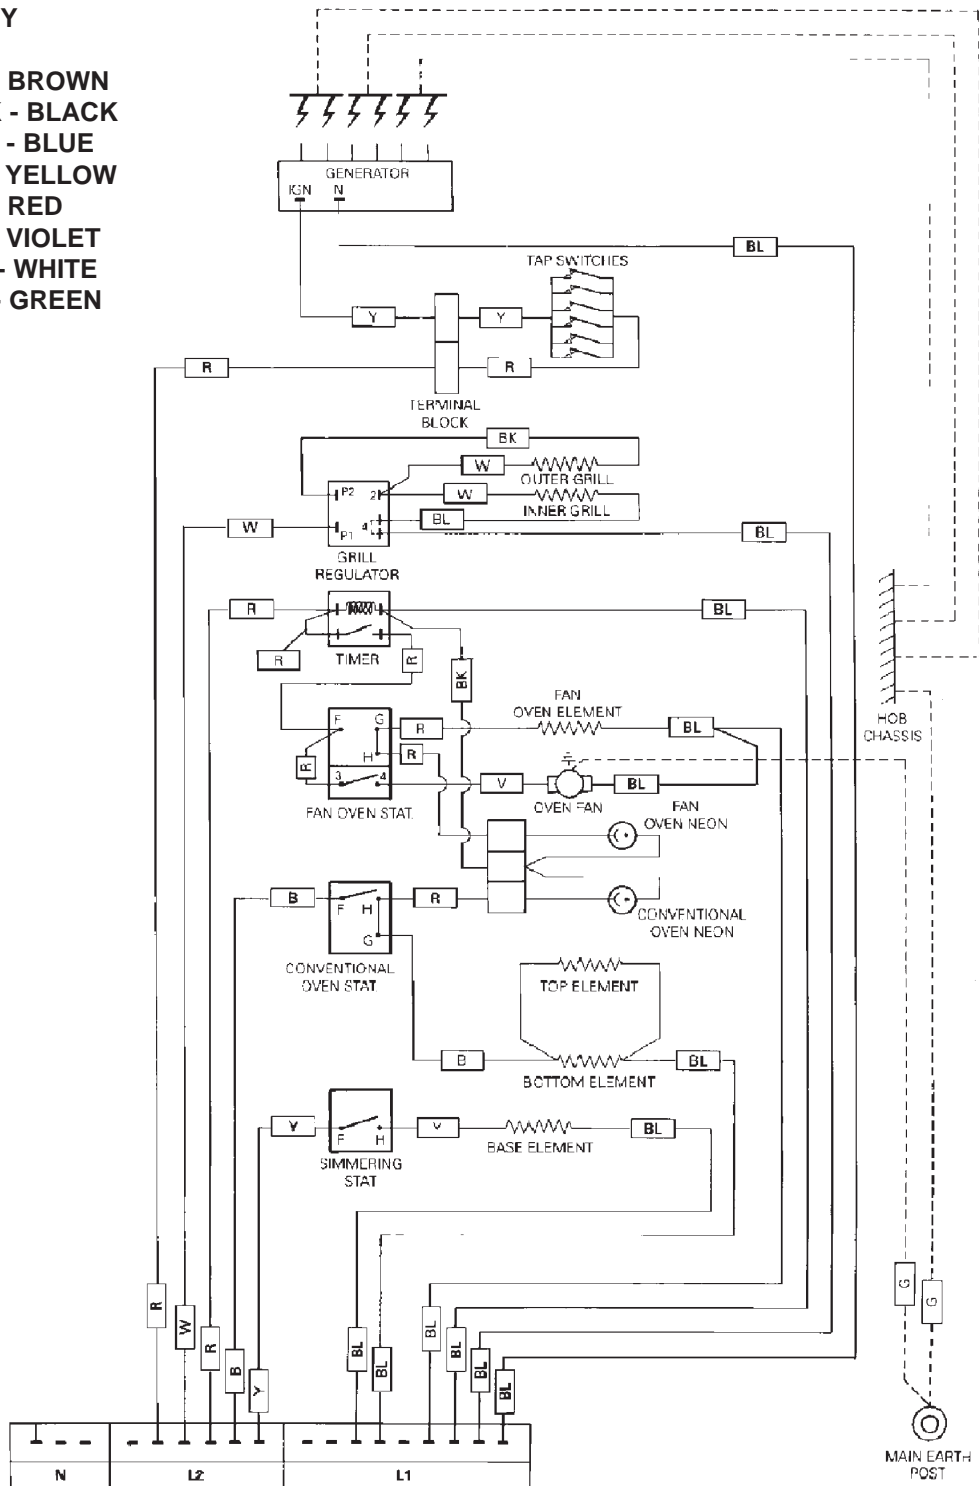 Y
BROWN
- BLACK
- BLUE
YELLOW
RED
VIOLET
- WHITE
GREEN
GENERATOR
IGN N
BL
TAP SWITCHES
Y Y
R R
TERMINAL
BLOCK
BK
W
OUTER GRILL
P2 2 W
INNER GRILL
W P1 4 BL BL
GRILL
REGULATOR
R BL
R TIMER R BK
FAN
OVEN ELEMENT
F G R BL
HOB
CHASSIS
H R
R 3 4 V BL
OVEN FAN
FAN OVEN STAT
FAN
OVEN NEON
B F H R
G
CONVENTIONAL
OVEN NEON
CONVENTIONAL
OVEN STAT
TOP ELEMENT
B BL
BOTTOM ELEMENT
V F H V BL
BASE ELEMENT
SIMMERING
STAT
G G
R W R B V BL BL BL BL BL BL
N L2 L1
MAIN EARTH
POST